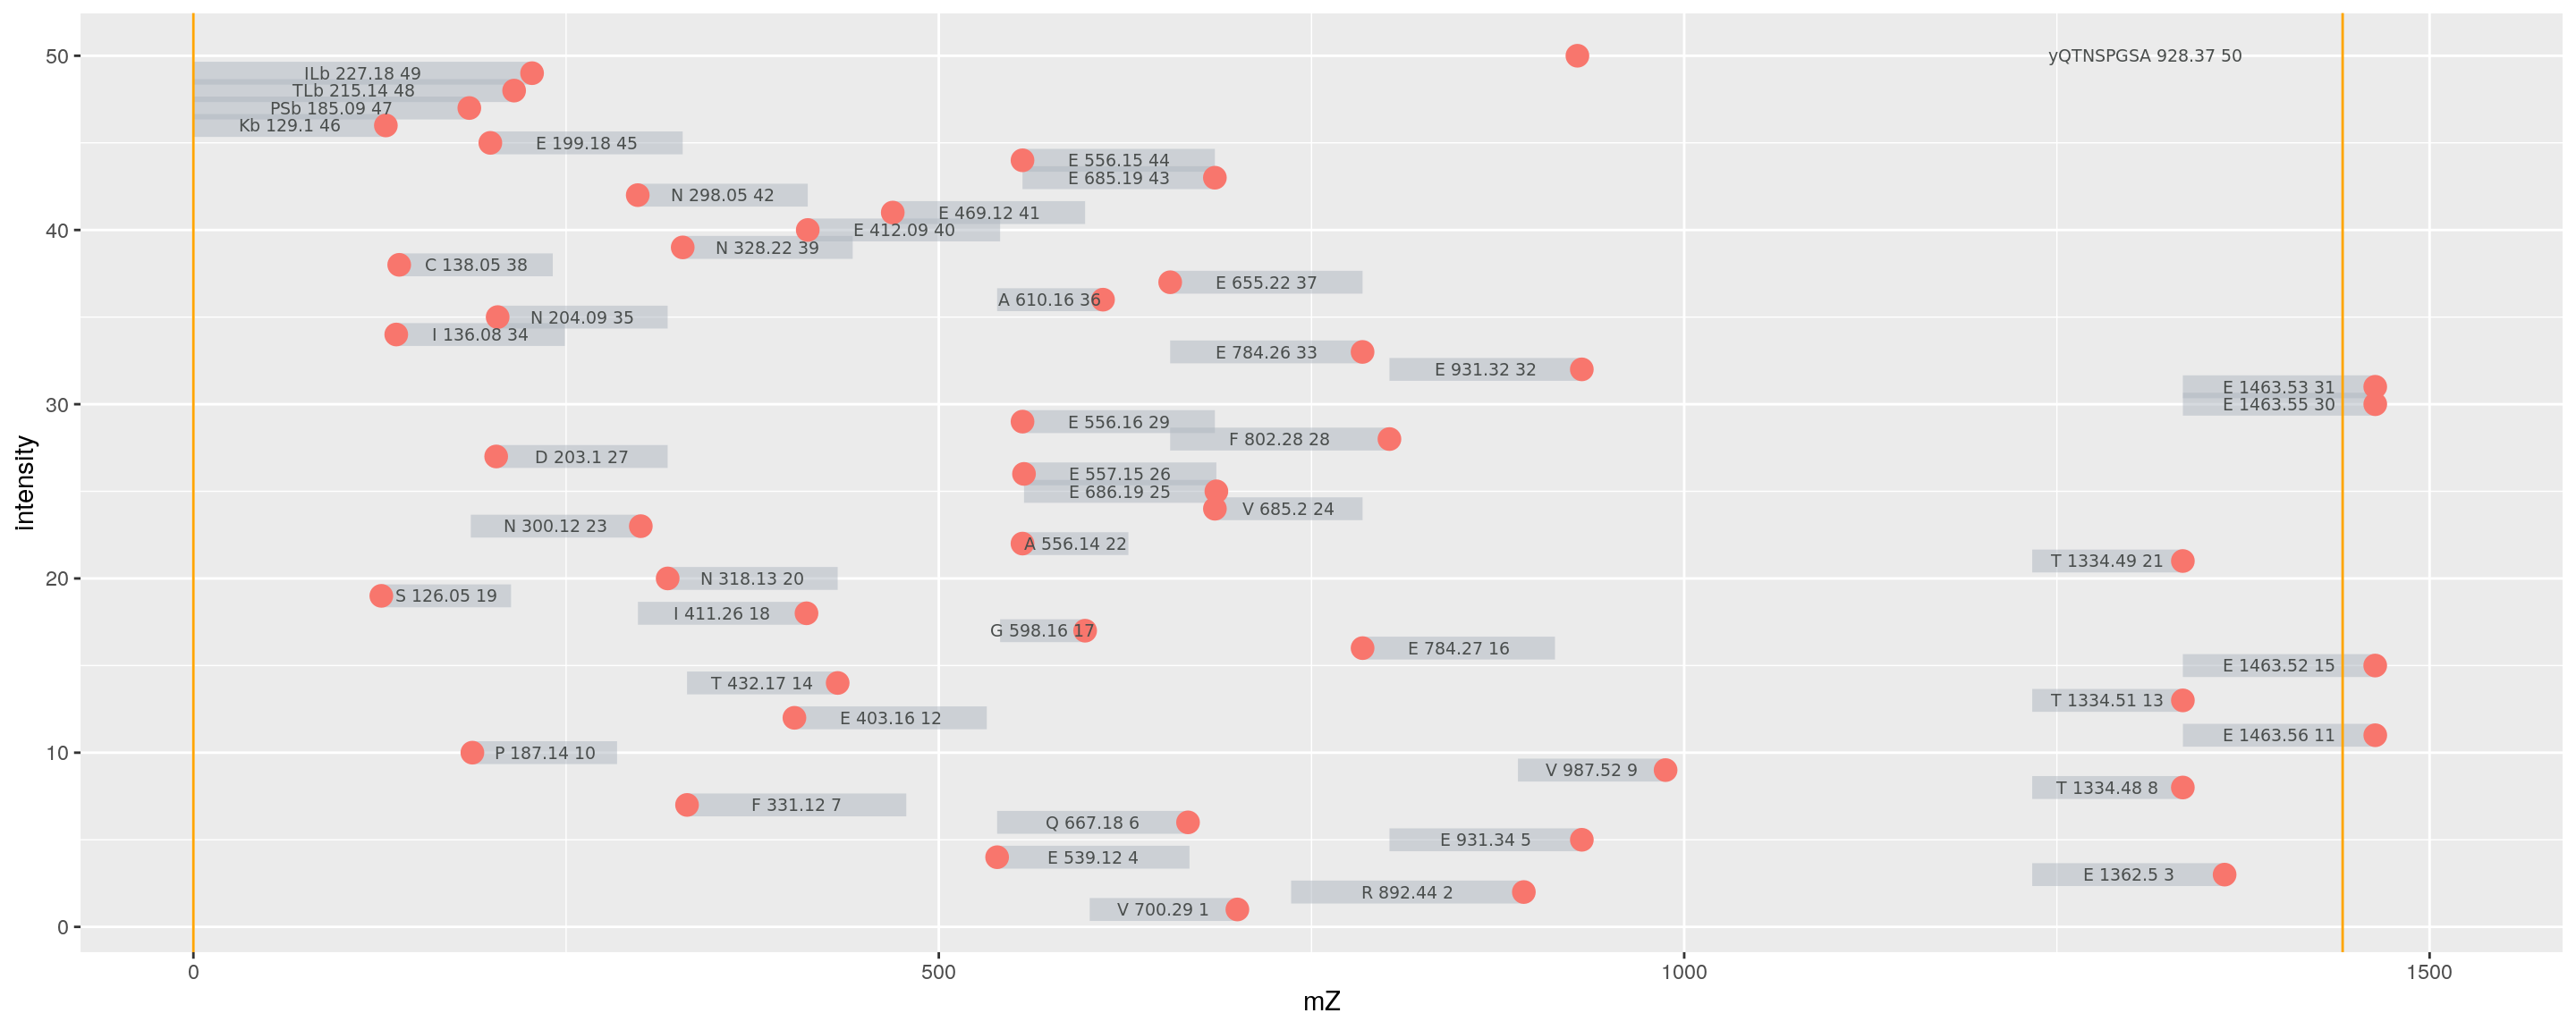 50
yQTNSPGSA 928.37 50
ILb 227.18 49
TLb 215.14 48
PSb 185.09 47
Kb 129.1 46
E 199.18 45
E 556.15 44
E 685.19 43
N 298.05 42
E 469.12 41
40
E 412.09 40
N 328.22 39
C 138.05 38
E 655.22 37
A 610.16 36
N 204.09 35
I 136.08 34
E 784.26 33
E 931.32 32
E 1463.53 31
30
E 1463.55 30
E 556.16 29
F 802.28 28
D 203.1 27
E 557.15 26
E 686.19 25
V 685.2 24
intensity
N 300.12 23
A 556.14 22
T 1334.49 21
20
N 318.13 20
S 126.05 19
I 411.26 18
G 598.16 17
E 784.27 16
E 1463.52 15
T 432.17 14
T 1334.51 13
E 403.16 12
E 1463.56 11
10
P 187.14 10
V 987.52 9
T 1334.48 8
F 331.12 7
Q 667.18 6
E 931.34 5
E 539.12 4
E 1362.5 3
R 892.44 2
V 700.29 1
0
0 500 1000 1500
mZ